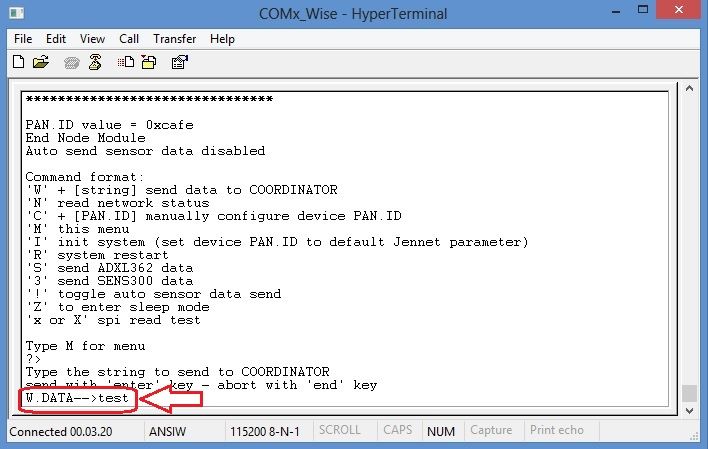 COMx_Wise - HyperTerminal
File Edit View Call Transfer Help
*******************************
PAN.ID value = 0xcafe
End Node Module
Auto send sensor data disabled
Command format:
'W' + [string] send data to COORDINATOR
'N' read network status
'C' + [PAN.ID] manually configure device PAN.ID
'M' this menu
'I' init system (set device PAN.ID to default Jennet parameter)
'R' system restart
'S' send ADXL362 data
'3' send SENS300 data
'!' toggle auto sensor data send
'Z' to enter sleep mode
'x or X' spi read test
Type M for menu
?>
Type the string to send to COORDINATOR
send with 'enter' key - abort with 'end' key
W.DATA-->test
Connected 00.03.20 ANSIW 115200 8-N-1 SCROLL CAPS NUM Capture Print echo